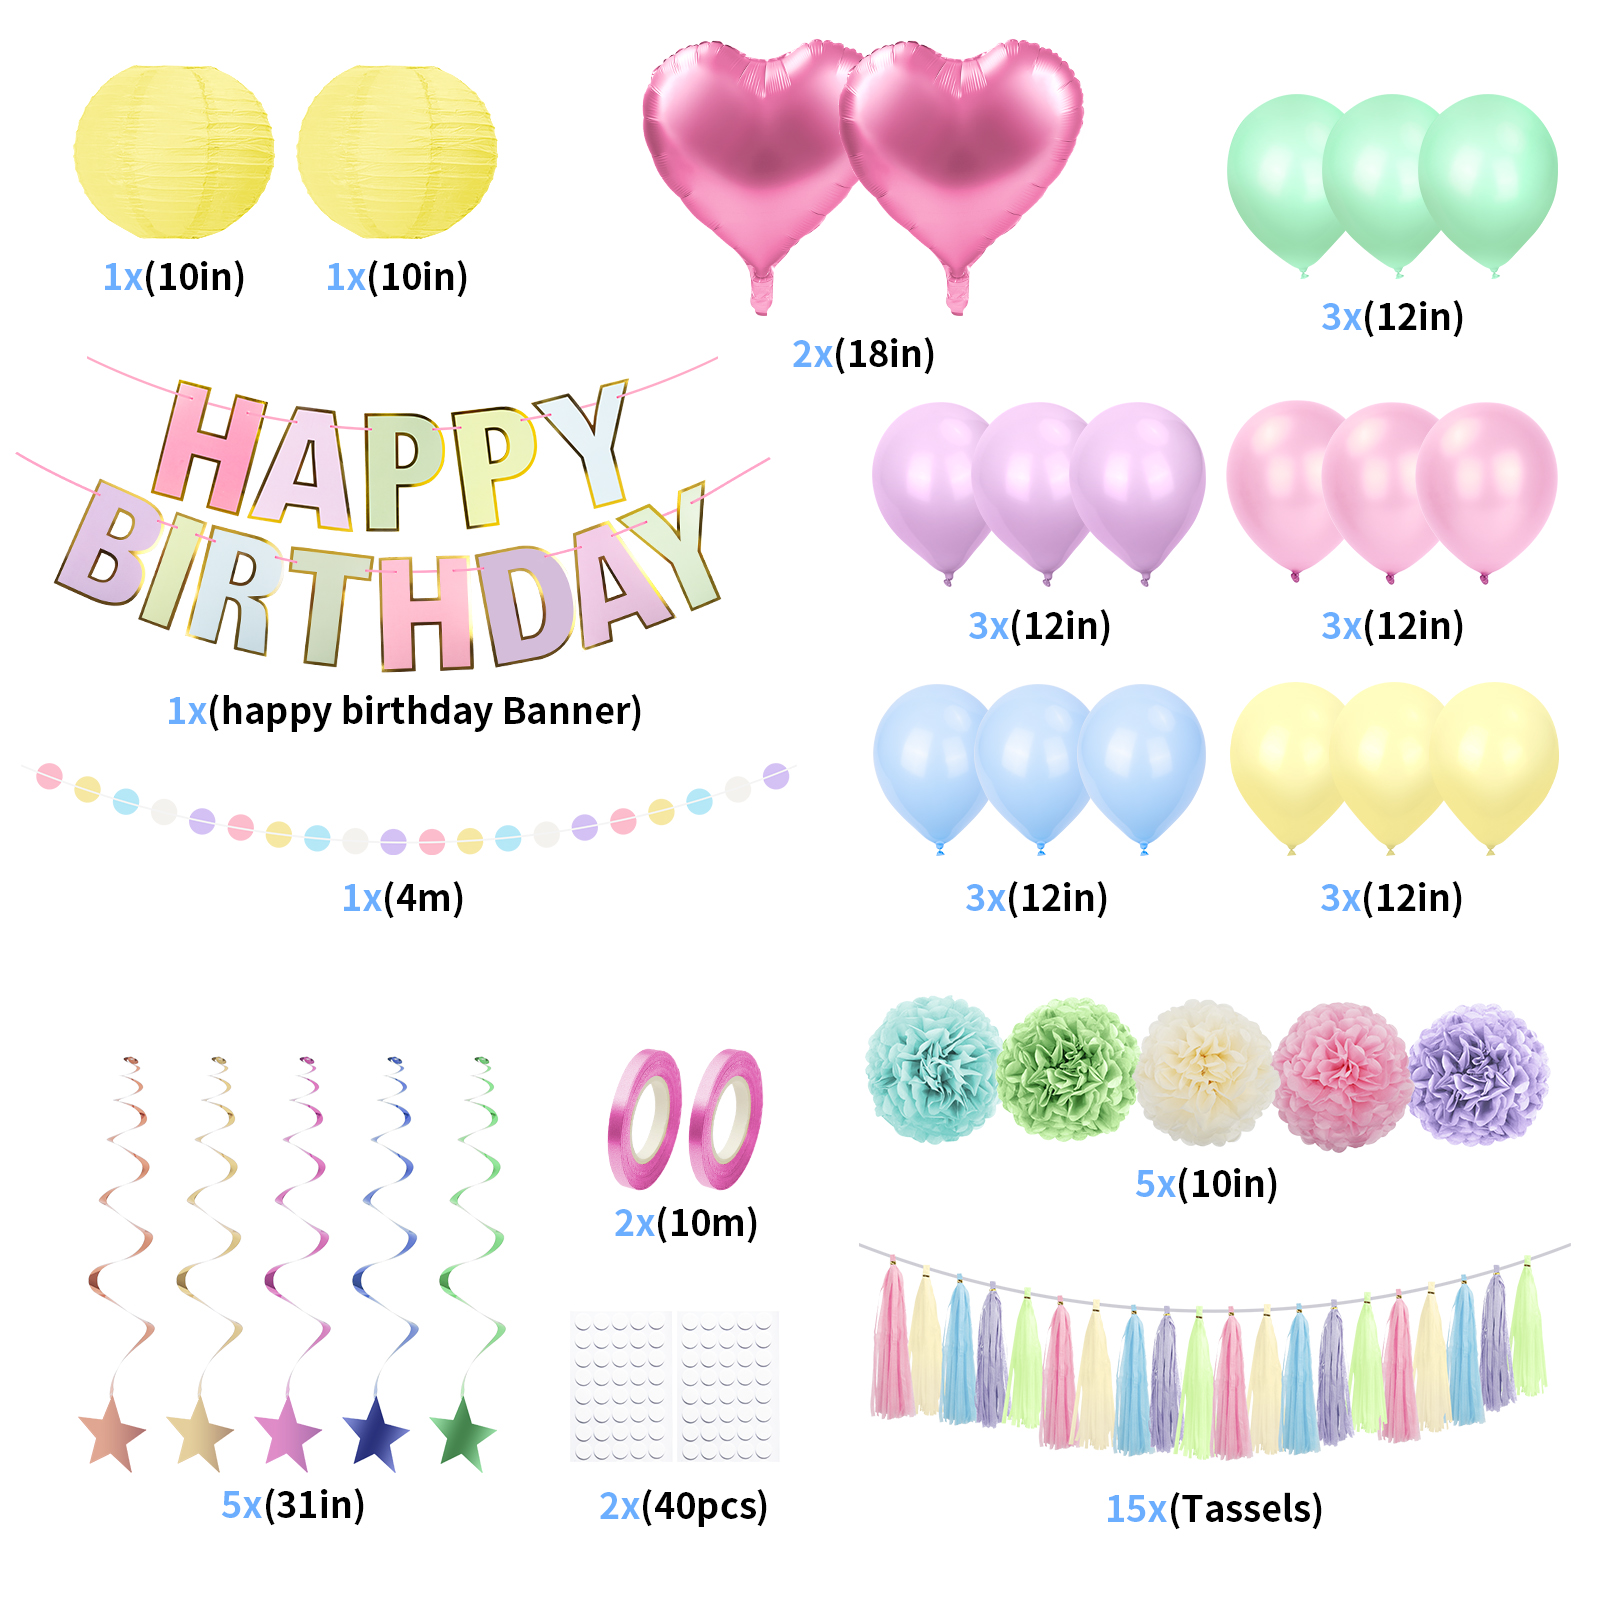 1x(10in)
1x(10in)
2x(18in)
3x(12in)
HAPPY
BIRTHDAY
1x(happy birthday Banner)
3x(12in)
3x(12in)
1x(4m)
3x(12in)
3x(12in)
5x(10in)
2x(10m)
5x(31in)
2x(40pcs)
15x(Tassels)